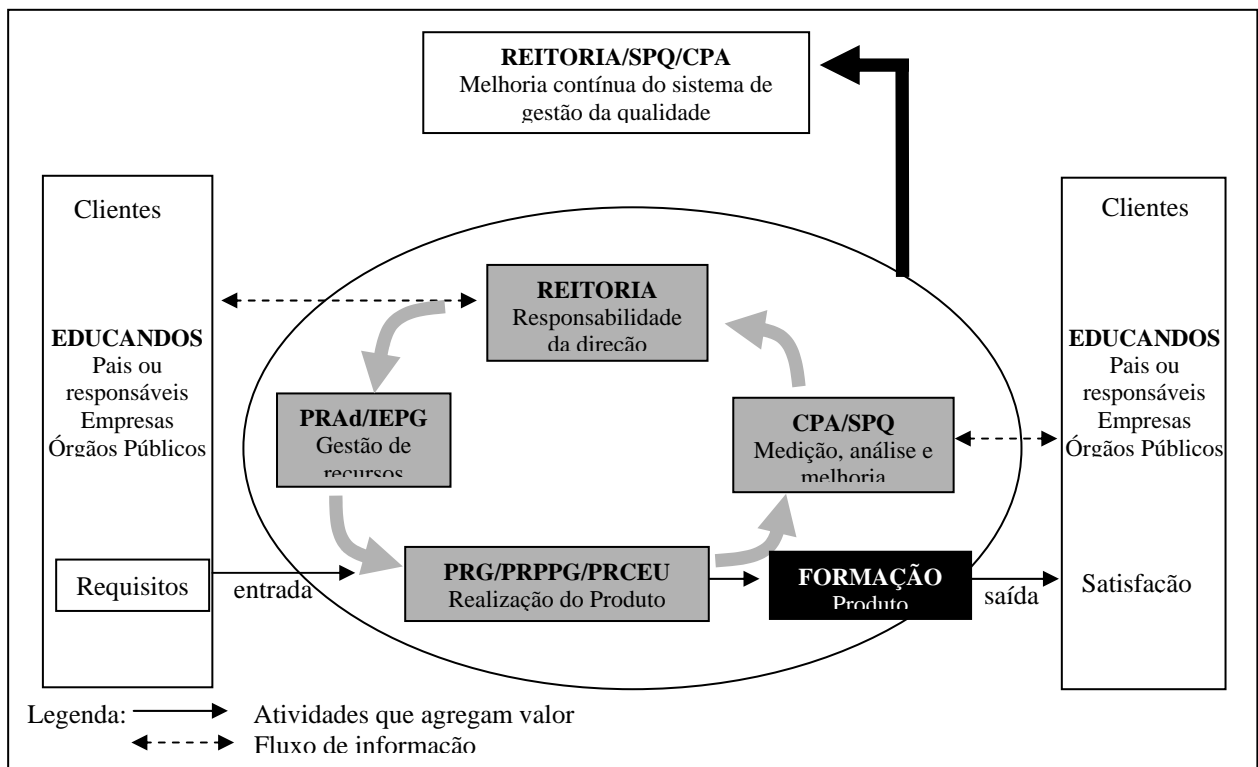 REITORIA/SPQ/CPA
Melhoria contínua do sistema de
gestão da qualidade
Clientes
EDUCANDOS
Pais ou
responsáveis
Empresas
Órgãos Públicos
Requisitos
entrada
REITORIA
Responsabilidade
da direção
PRAd/IEPG
Gestão de
recursos
CPA/SPQ
Medição, análise e
melhoria
PRG/PRPPG/PRCEU
Realização do Produto
FORMAÇÃO
Produto
saída
Clientes
EDUCANDOS
Pais ou
responsáveis
Empresas
Órgãos Públicos
Satisfação
Legenda:
Atividades que agregam valor
Fluxo de informação